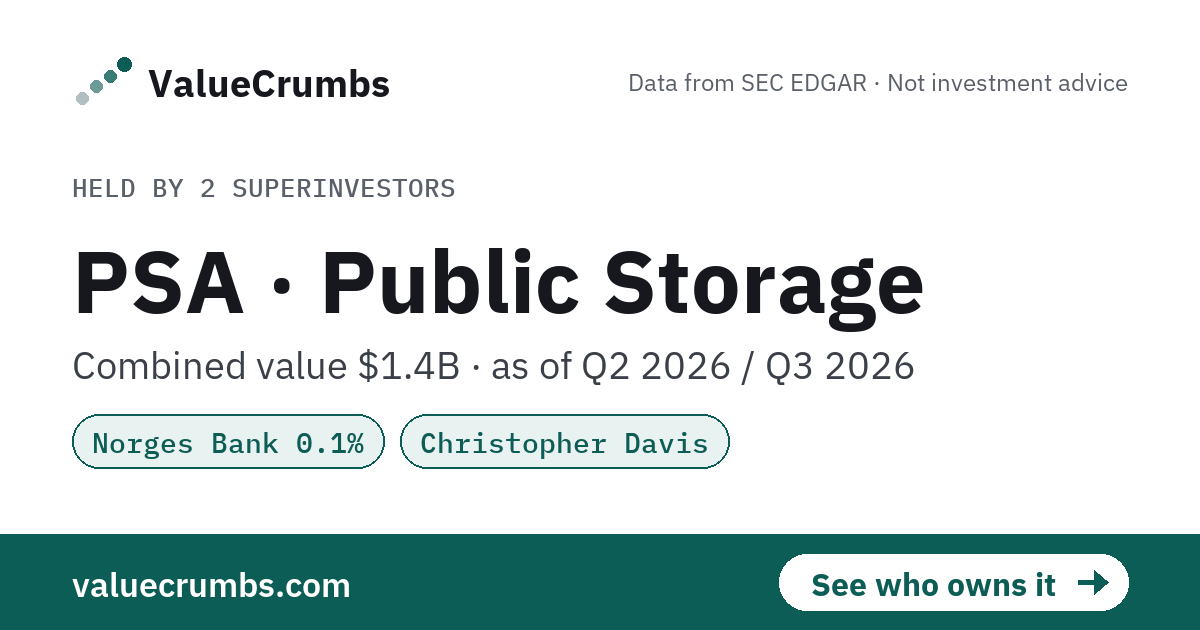 ValueCrumbs
Data from SEC EDGAR · Not investment advice
HELD BY 2 SUPERINVESTORS
PSA · Public Storage
Combined value $1.4B · as of Q2 2026 / Q3 2026
Norges Bank 0.1%
Christopher Davis
valuecrumbs.com
See who owns it →